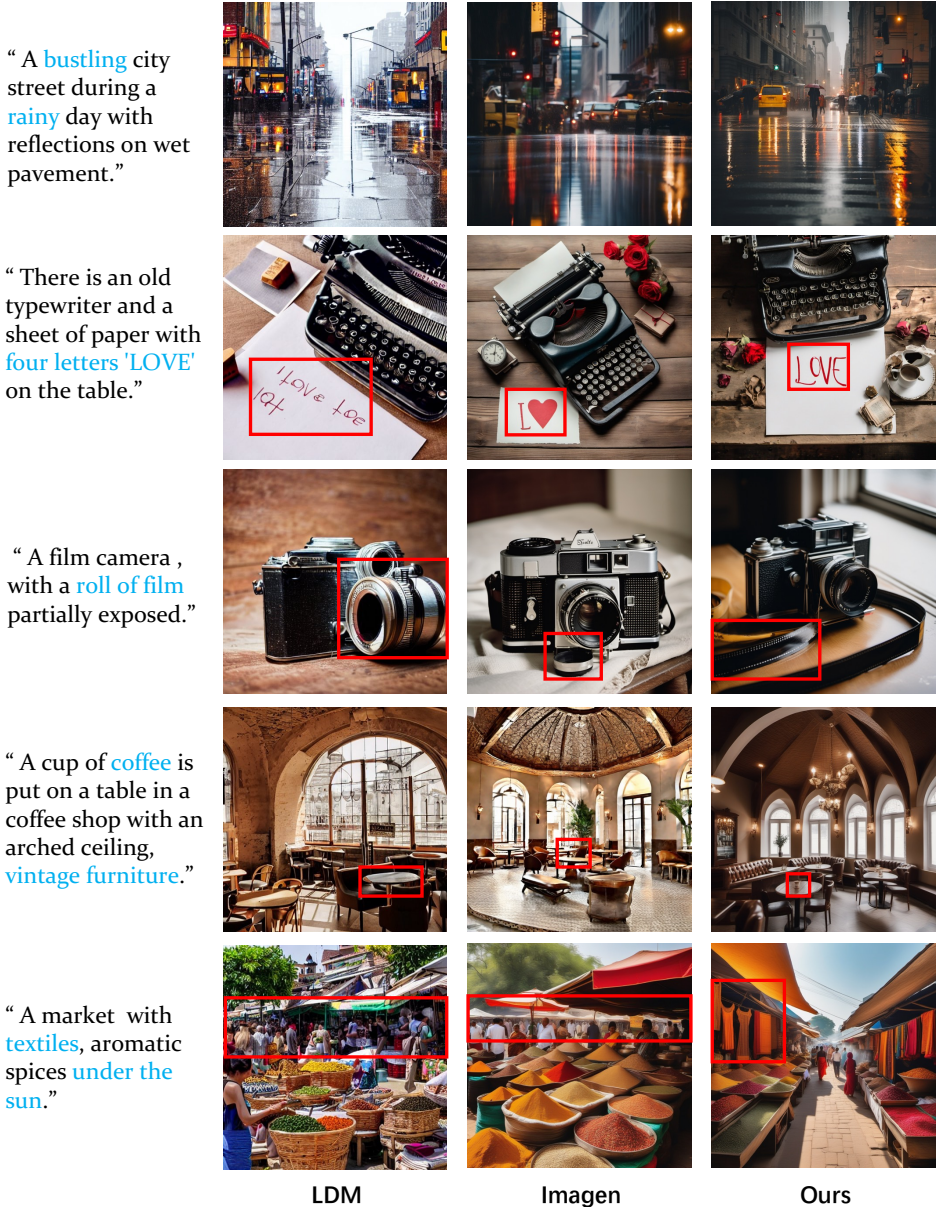 “ A bustling city
street during a
rainy day with
reflections on wet
pavement.”
“ There is an old
typewriter and a
sheet of paper with
four letters 'LOVE'
on the table.”
I LOVE
LOVE
“ A film camera ,
with a roll of film
partially exposed.”
“ A cup of coffee is
put on a table in a
coffee shop with an
arched ceiling,
vintage furniture.”
“ A market with
textiles, aromatic
spices under the
sun.”
LDM
Imagen
Ours